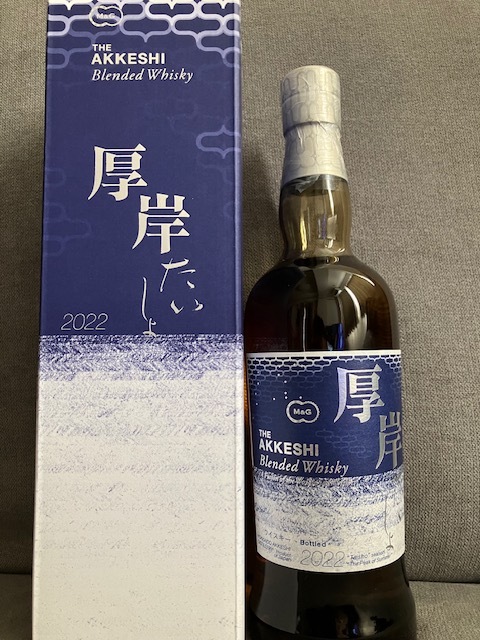 M&G
THE
AKKESHI
Blended Whisky
厚岸
たいしょ
2022
M&G
厚岸
THE
AKKESHI
Blended Whisky
Bottled
2022